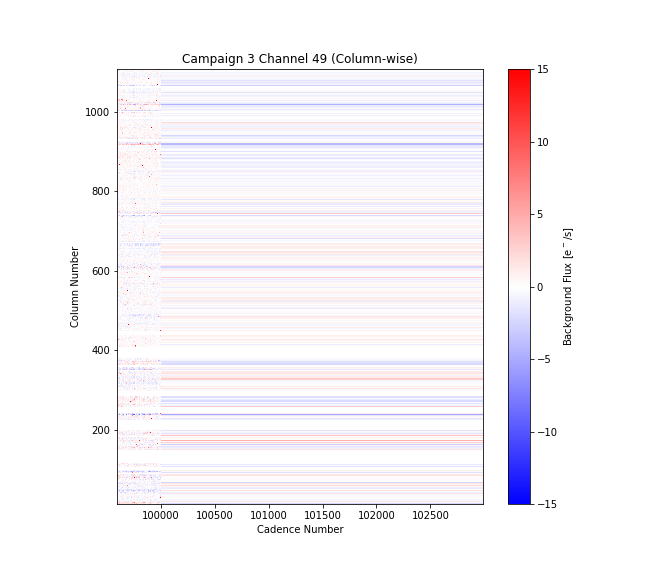 Campaign 3 Channel 49 (Column-wise)
1000
800
600
400
200
Column Number
100000 100500 101000 101500 102000 102500
Cadence Number
15
10
5
0
−5
−10
−15
Background Flux [e⁻/s]